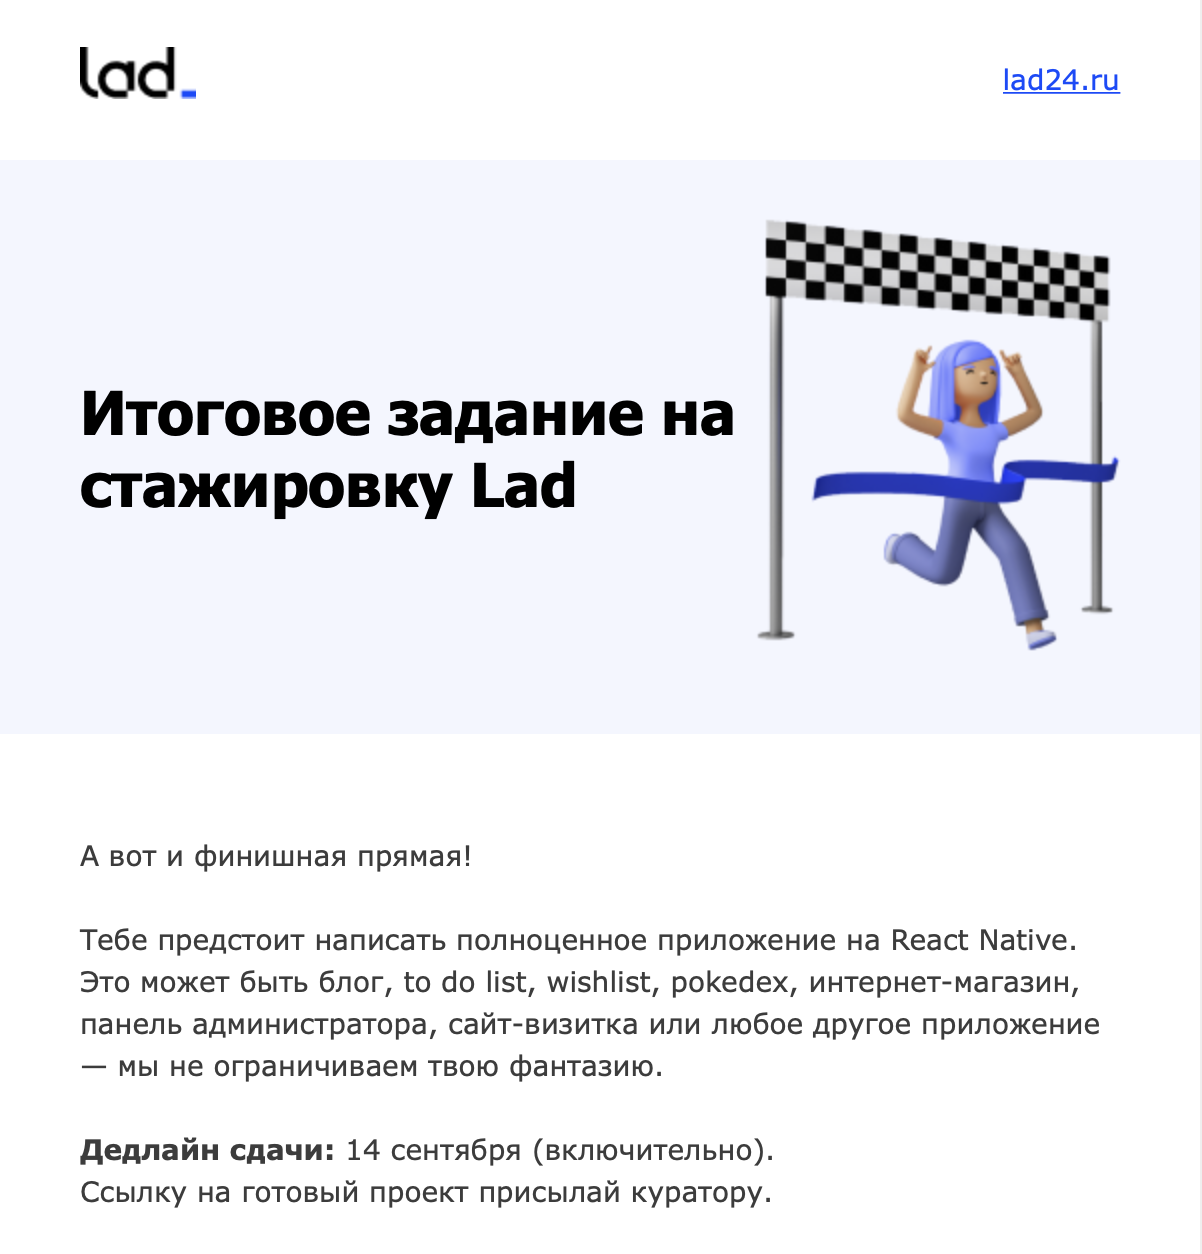 lad_
lad24.ru
Итоговое задание на
стажировку Lad
А вот и финишная прямая!
Тебе предстоит написать полноценное приложение на React Native.
Это может быть блог, to do list, wishlist, pokedex, интернет-магазин,
панель администратора, сайт-визитка или любое другое приложение
— мы не ограничиваем твою фантазию.
Дедлайн сдачи: 14 сентября (включительно).
Ссылку на готовый проект присылай куратору.